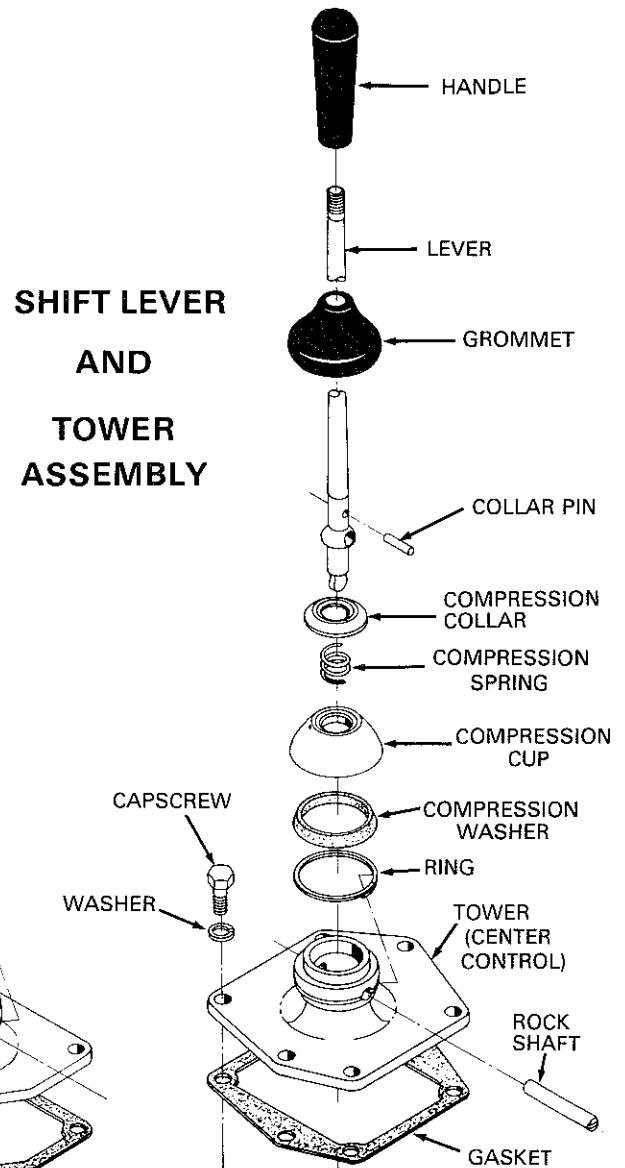 HANDLE
LEVER
SHIFT LEVER
AND
TOWER
ASSEMBLY
GROMMET
COLLAR PIN
COMPRESSION
COLLAR
COMPRESSION
SPRING
COMPRESSION
CUP
CAPSCREW
COMPRESSION
WASHER
RING
WASHER
TOWER
(CENTER
CONTROL)
ROCK
SHAFT
GASKET